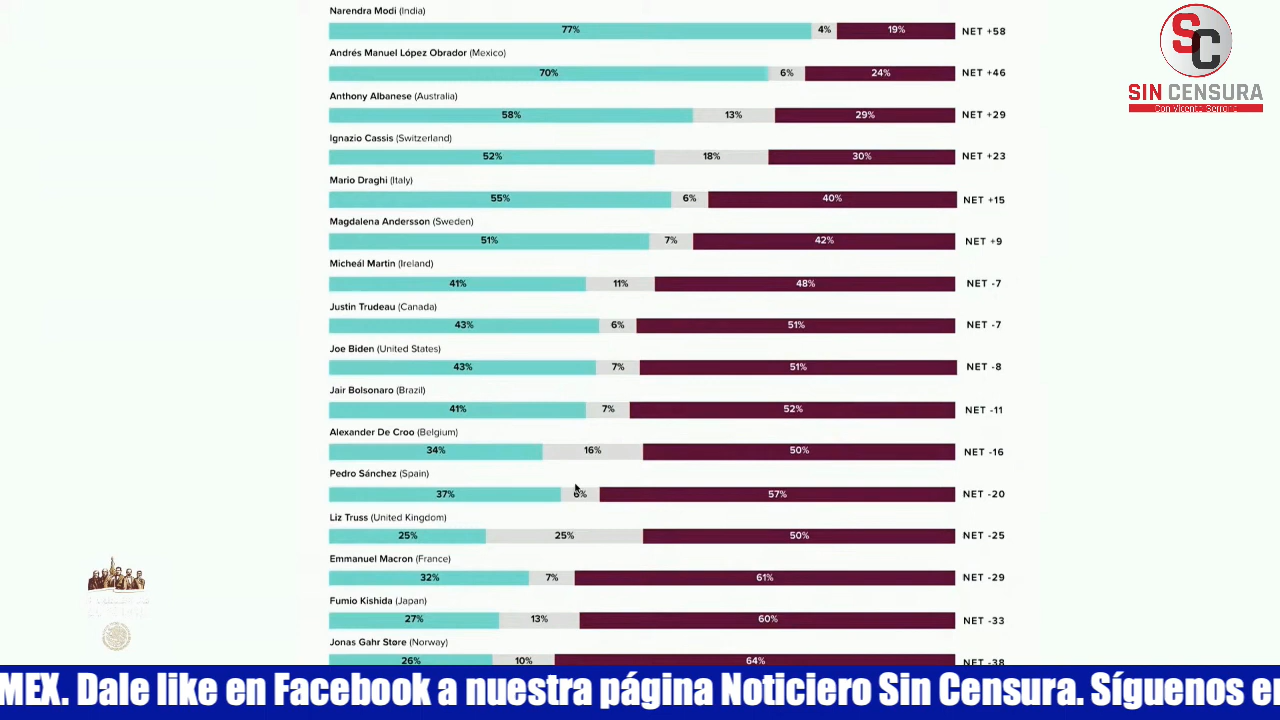 Narendra Modi (India)
77% 4% 19% NET +58
Andrés Manuel López Obrador (Mexico)
70% 6% 24% NET +46
Anthony Albanese (Australia)
58% 13% 29% NET +29
Ignazio Cassis (Switzerland)
52% 18% 30% NET +23
Mario Draghi (Italy)
55% 6% 40% NET +15
Magdalena Andersson (Sweden)
51% 7% 42% NET +9
Micheál Martin (Ireland)
41% 11% 48% NET -7
Justin Trudeau (Canada)
43% 6% 51% NET -7
Joe Biden (United States)
43% 7% 51% NET -8
Jair Bolsonaro (Brazil)
41% 7% 52% NET -11
Alexander De Croo (Belgium)
34% 16% 50% NET -16
Pedro Sánchez (Spain)
37% 6% 57% NET -20
Liz Truss (United Kingdom)
25% 25% 50% NET -25
Emmanuel Macron (France)
32% 7% 61% NET -29
Fumio Kishida (Japan)
27% 13% 60% NET -33
Jonas Gahr Støre (Norway)
26% 10% 64% NET -38
SC
SIN CENSURA
Con Vicente Serrano
MEX. Dale like en Facebook a nuestra página Noticiero Sin Censura. Síguenos en